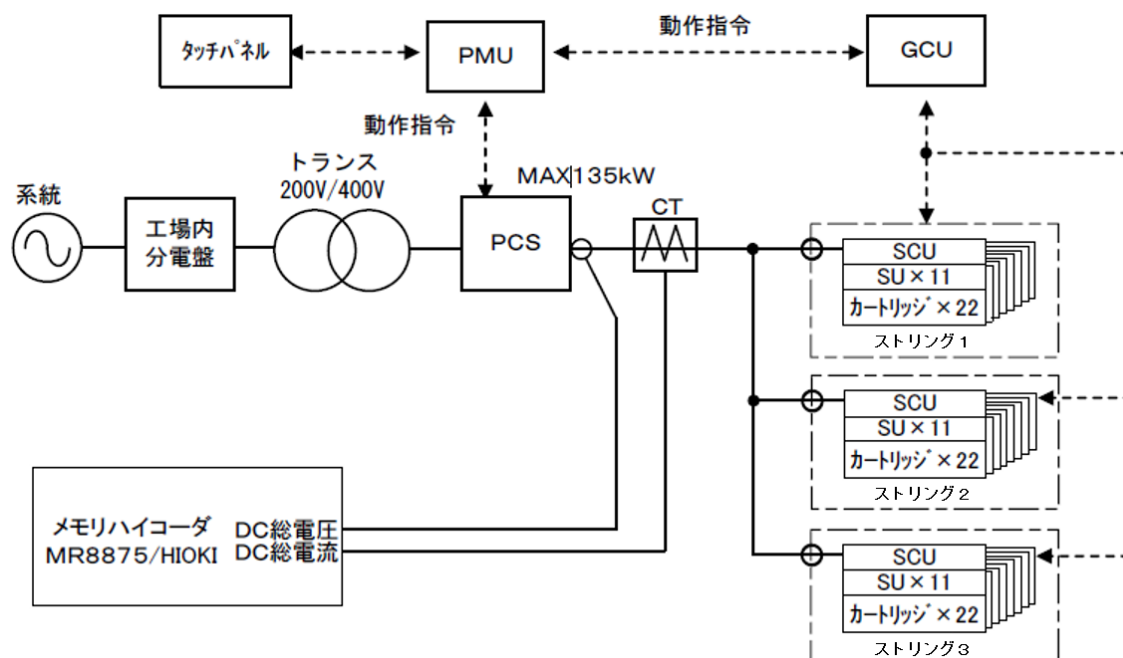 動作指令
ﾀｯﾁﾊﾟﾈﾙ
PMU
GCU
動作指令
トランス
200V/400V
MAX135kW
系統
工場内
分電盤
PCS
CT
SCU
SU×11
ｶｰﾄﾘｯｼﾞ×22
ストリング1
SCU
SU×11
ｶｰﾄﾘｯｼﾞ×22
ストリング2
メモリハイコーダ
MR8875/HIOKI
DC総電圧
DC総電流
SCU
SU×11
ｶｰﾄﾘｯｼﾞ×22
ストリング3